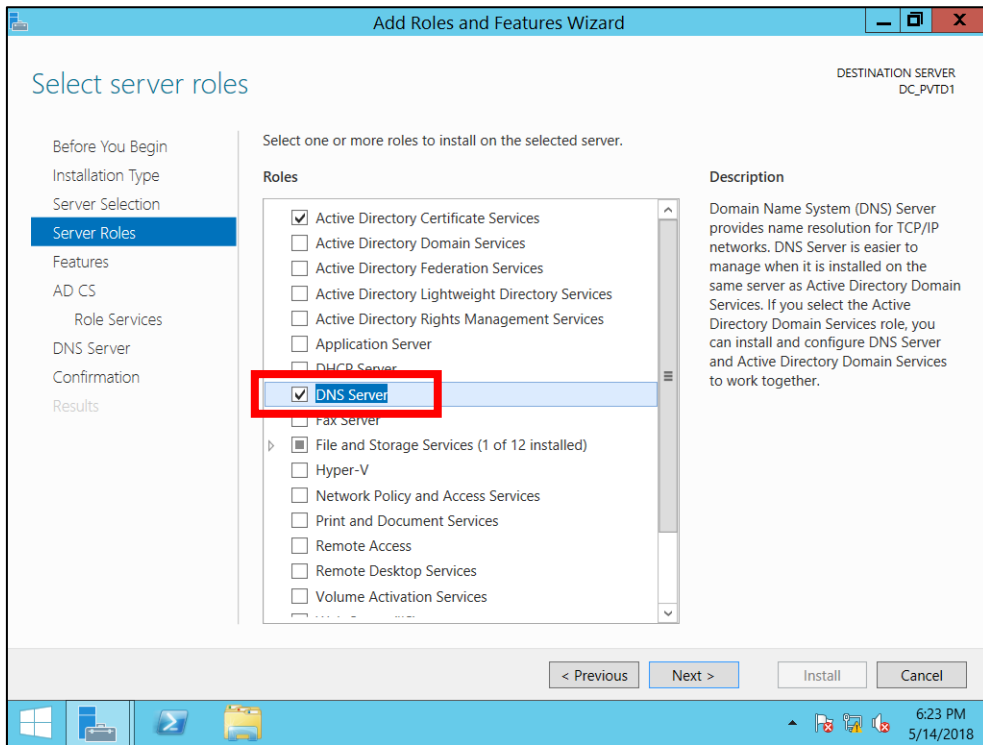 Add Roles and Features Wizard
Select server roles
DESTINATION SERVER
DC_PVTD1
Before You Begin
Installation Type
Server Selection
Server Roles
Features
AD CS
Role Services
DNS Server
Confirmation
Results
Select one or more roles to install on the selected server.
Roles
Active Directory Certificate Services
Active Directory Domain Services
Active Directory Federation Services
Active Directory Lightweight Directory Services
Active Directory Rights Management Services
Application Server
DHCP Server
DNS Server
Fax Server
File and Storage Services (1 of 12 installed)
Hyper-V
Network Policy and Access Services
Print and Document Services
Remote Access
Remote Desktop Services
Volume Activation Services
Description
Domain Name System (DNS) Server
provides name resolution for TCP/IP
networks. DNS Server is easier to
manage when it is installed on the
same server as Active Directory Domain
Services. If you select the Active
Directory Domain Services role, you
can install and configure DNS Server
and Active Directory Domain Services
to work together.
< Previous
Next >
Install
Cancel
6:23 PM
5/14/2018